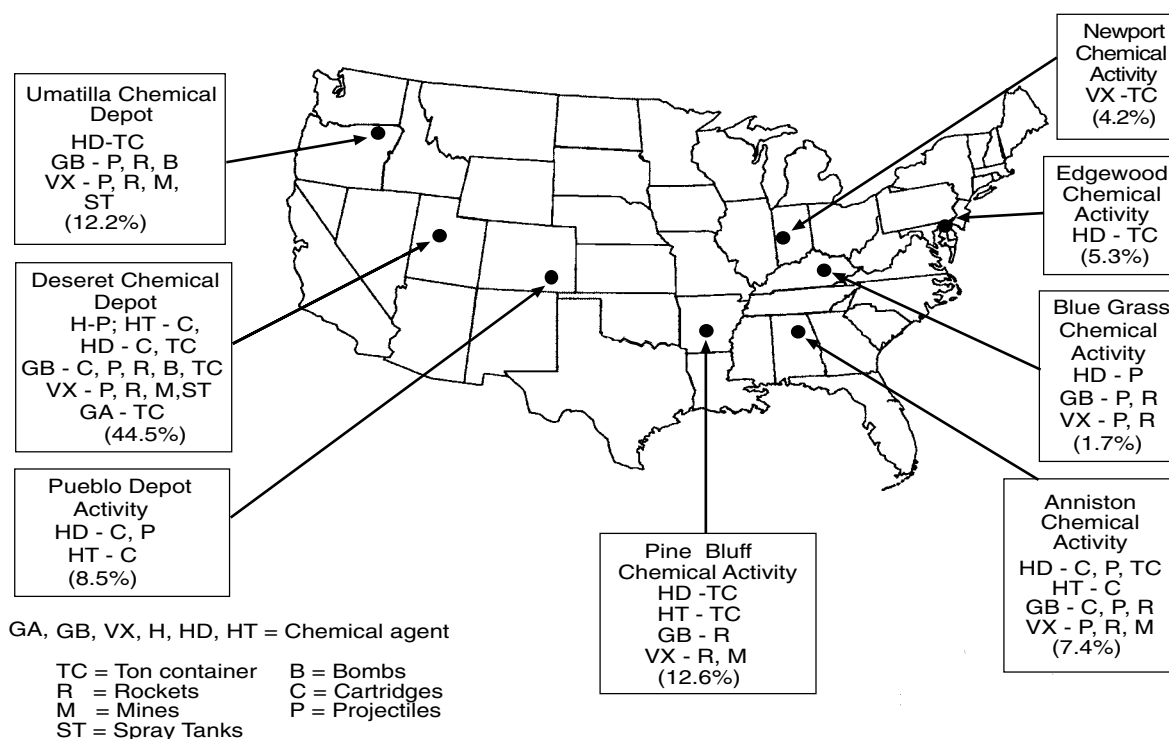 Umatilla Chemical
Depot
HD-TC
GB - P, R, B
VX - P, R, M,
ST
(12.2%)
Deseret Chemical
Depot
H-P; HT - C,
HD - C, TC
GB - C, P, R, B, TC
VX - P, R, M,ST
GA - TC
(44.5%)
Pueblo Depot
Activity
HD - C, P
HT - C
(8.5%)
Newport
Chemical
Activity
VX -TC
(4.2%)
Edgewood
Chemical
Activity
HD - TC
(5.3%)
Blue Grass
Chemical
Activity
HD - P
GB - P, R
VX - P, R
(1.7%)
Anniston
Chemical
Activity
HD - C, P, TC
HT - C
GB - C, P, R
VX - P, R, M
(7.4%)
Pine Bluff
Chemical Activity
HD -TC
HT - TC
GB - R
VX - R, M
(12.6%)
GA, GB, VX, H, HD, HT = Chemical agent
TC = Ton container B = Bombs
R = Rockets C = Cartridges
M = Mines P = Projectiles
ST = Spray Tanks